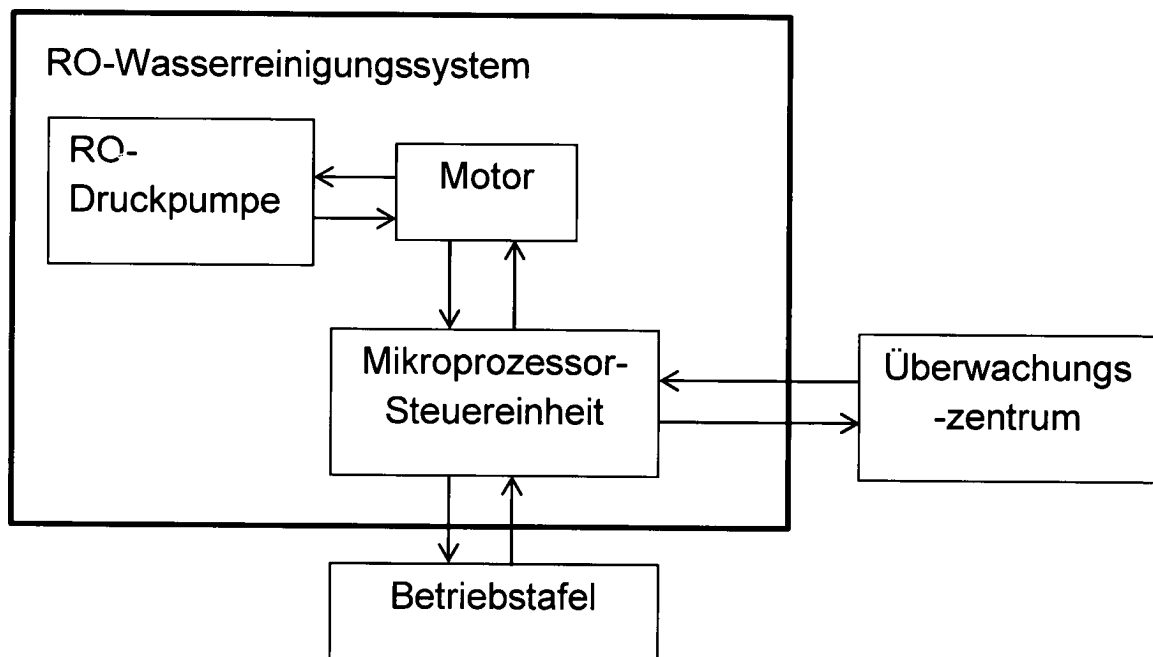 RO-Wasserreinigungssystem
RO-
Druckpumpe
Motor
Mikroprozessor-
Steuereinheit
Überwachungs
-zentrum
Betriebstafel